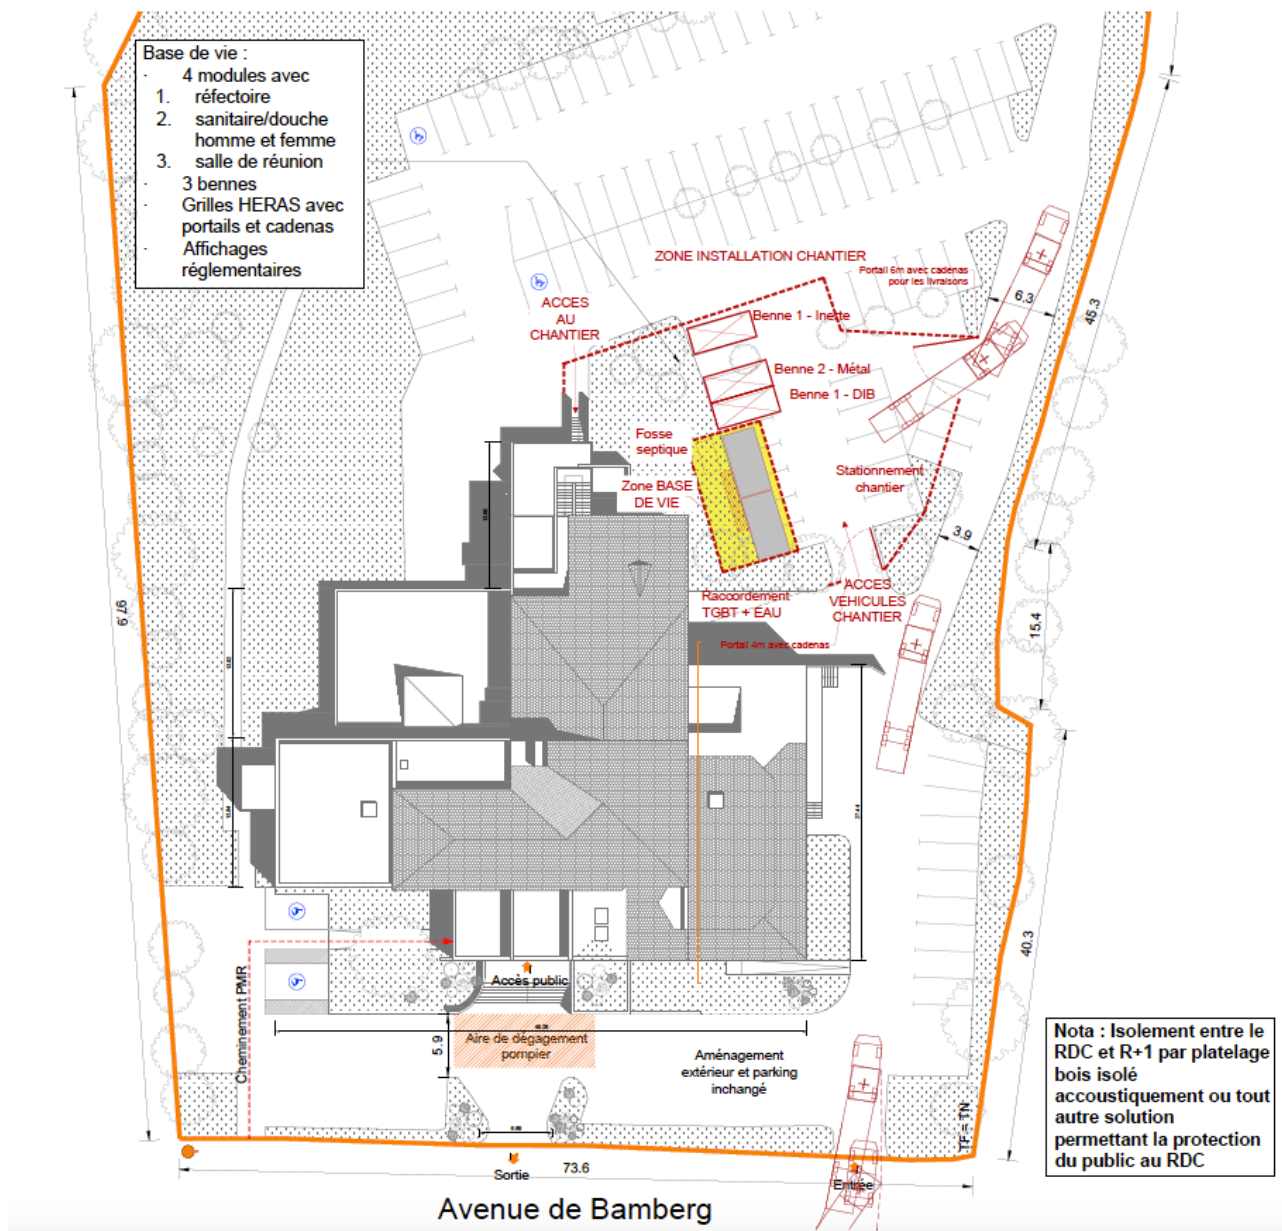 Base de vie :
· 4 modules avec
1. réfectoire
2. sanitaire/douche
homme et femme
3. salle de réunion
· 3 bennes
· Grilles HERAS avec
portails et cadenas
· Affichages
réglementaires
ZONE INSTALLATION CHANTIER
Portail 6m avec cadenas
pour les livraisons
6.3
45.3
ACCES
AU
CHANTIER
Benne 1 - Inerte
Benne 2 - Métal
Benne 1 - DIB
Fosse
septique
Stationnement
chantier
Zone BASE
DE VIE
3.9
ACCES
VEHICULES
CHANTIER
Raccordement
TGBT + EAU
Portail 4m avec cadenas
15.4
97.9
40.3
Cheminement PMR
Accès public
5.9
Aire de dégagement
pompier
Aménagement
extérieur et parking
inchangé
TF = TN
Nota : Isolement entre le
RDC et R+1 par platelage
bois isolé
accoustiquement ou tout
autre solution
permettant la protection
du public au RDC
Sortie
73.6
Entrée
Avenue de Bamberg